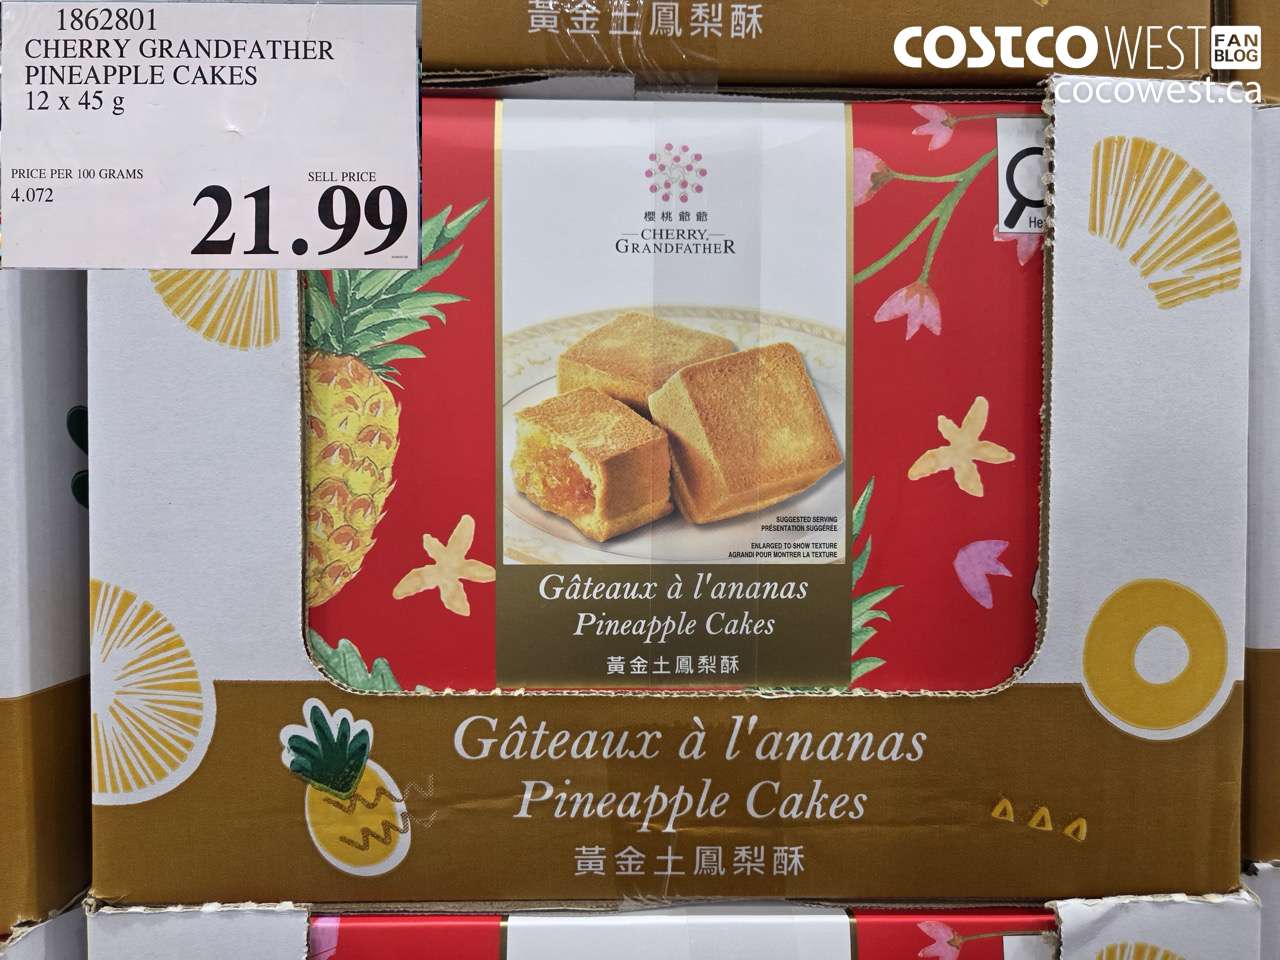 黃金土鳳梨酥
1862801
CHERRY GRANDFATHER
PINEAPPLE CAKES
12 x 45 g
PRICE PER 100 GRAMS
4.072
SELL PRICE
21.99
COSTCO WEST FAN BLOG
cocowest.ca
櫻桃爺爺
CHERRY
GRANDFATHER
He
SUGGESTED SERVING
PRÉSENTATION SUGGÉRÉE
ENLARGED TO SHOW TEXTURE
AGRANDI POUR MONTRER LA TEXTURE
Gâteaux à l'ananas
Pineapple Cakes
黃金土鳳梨酥
Gâteaux à l'ananas
Pineapple Cakes
黃金土鳳梨酥